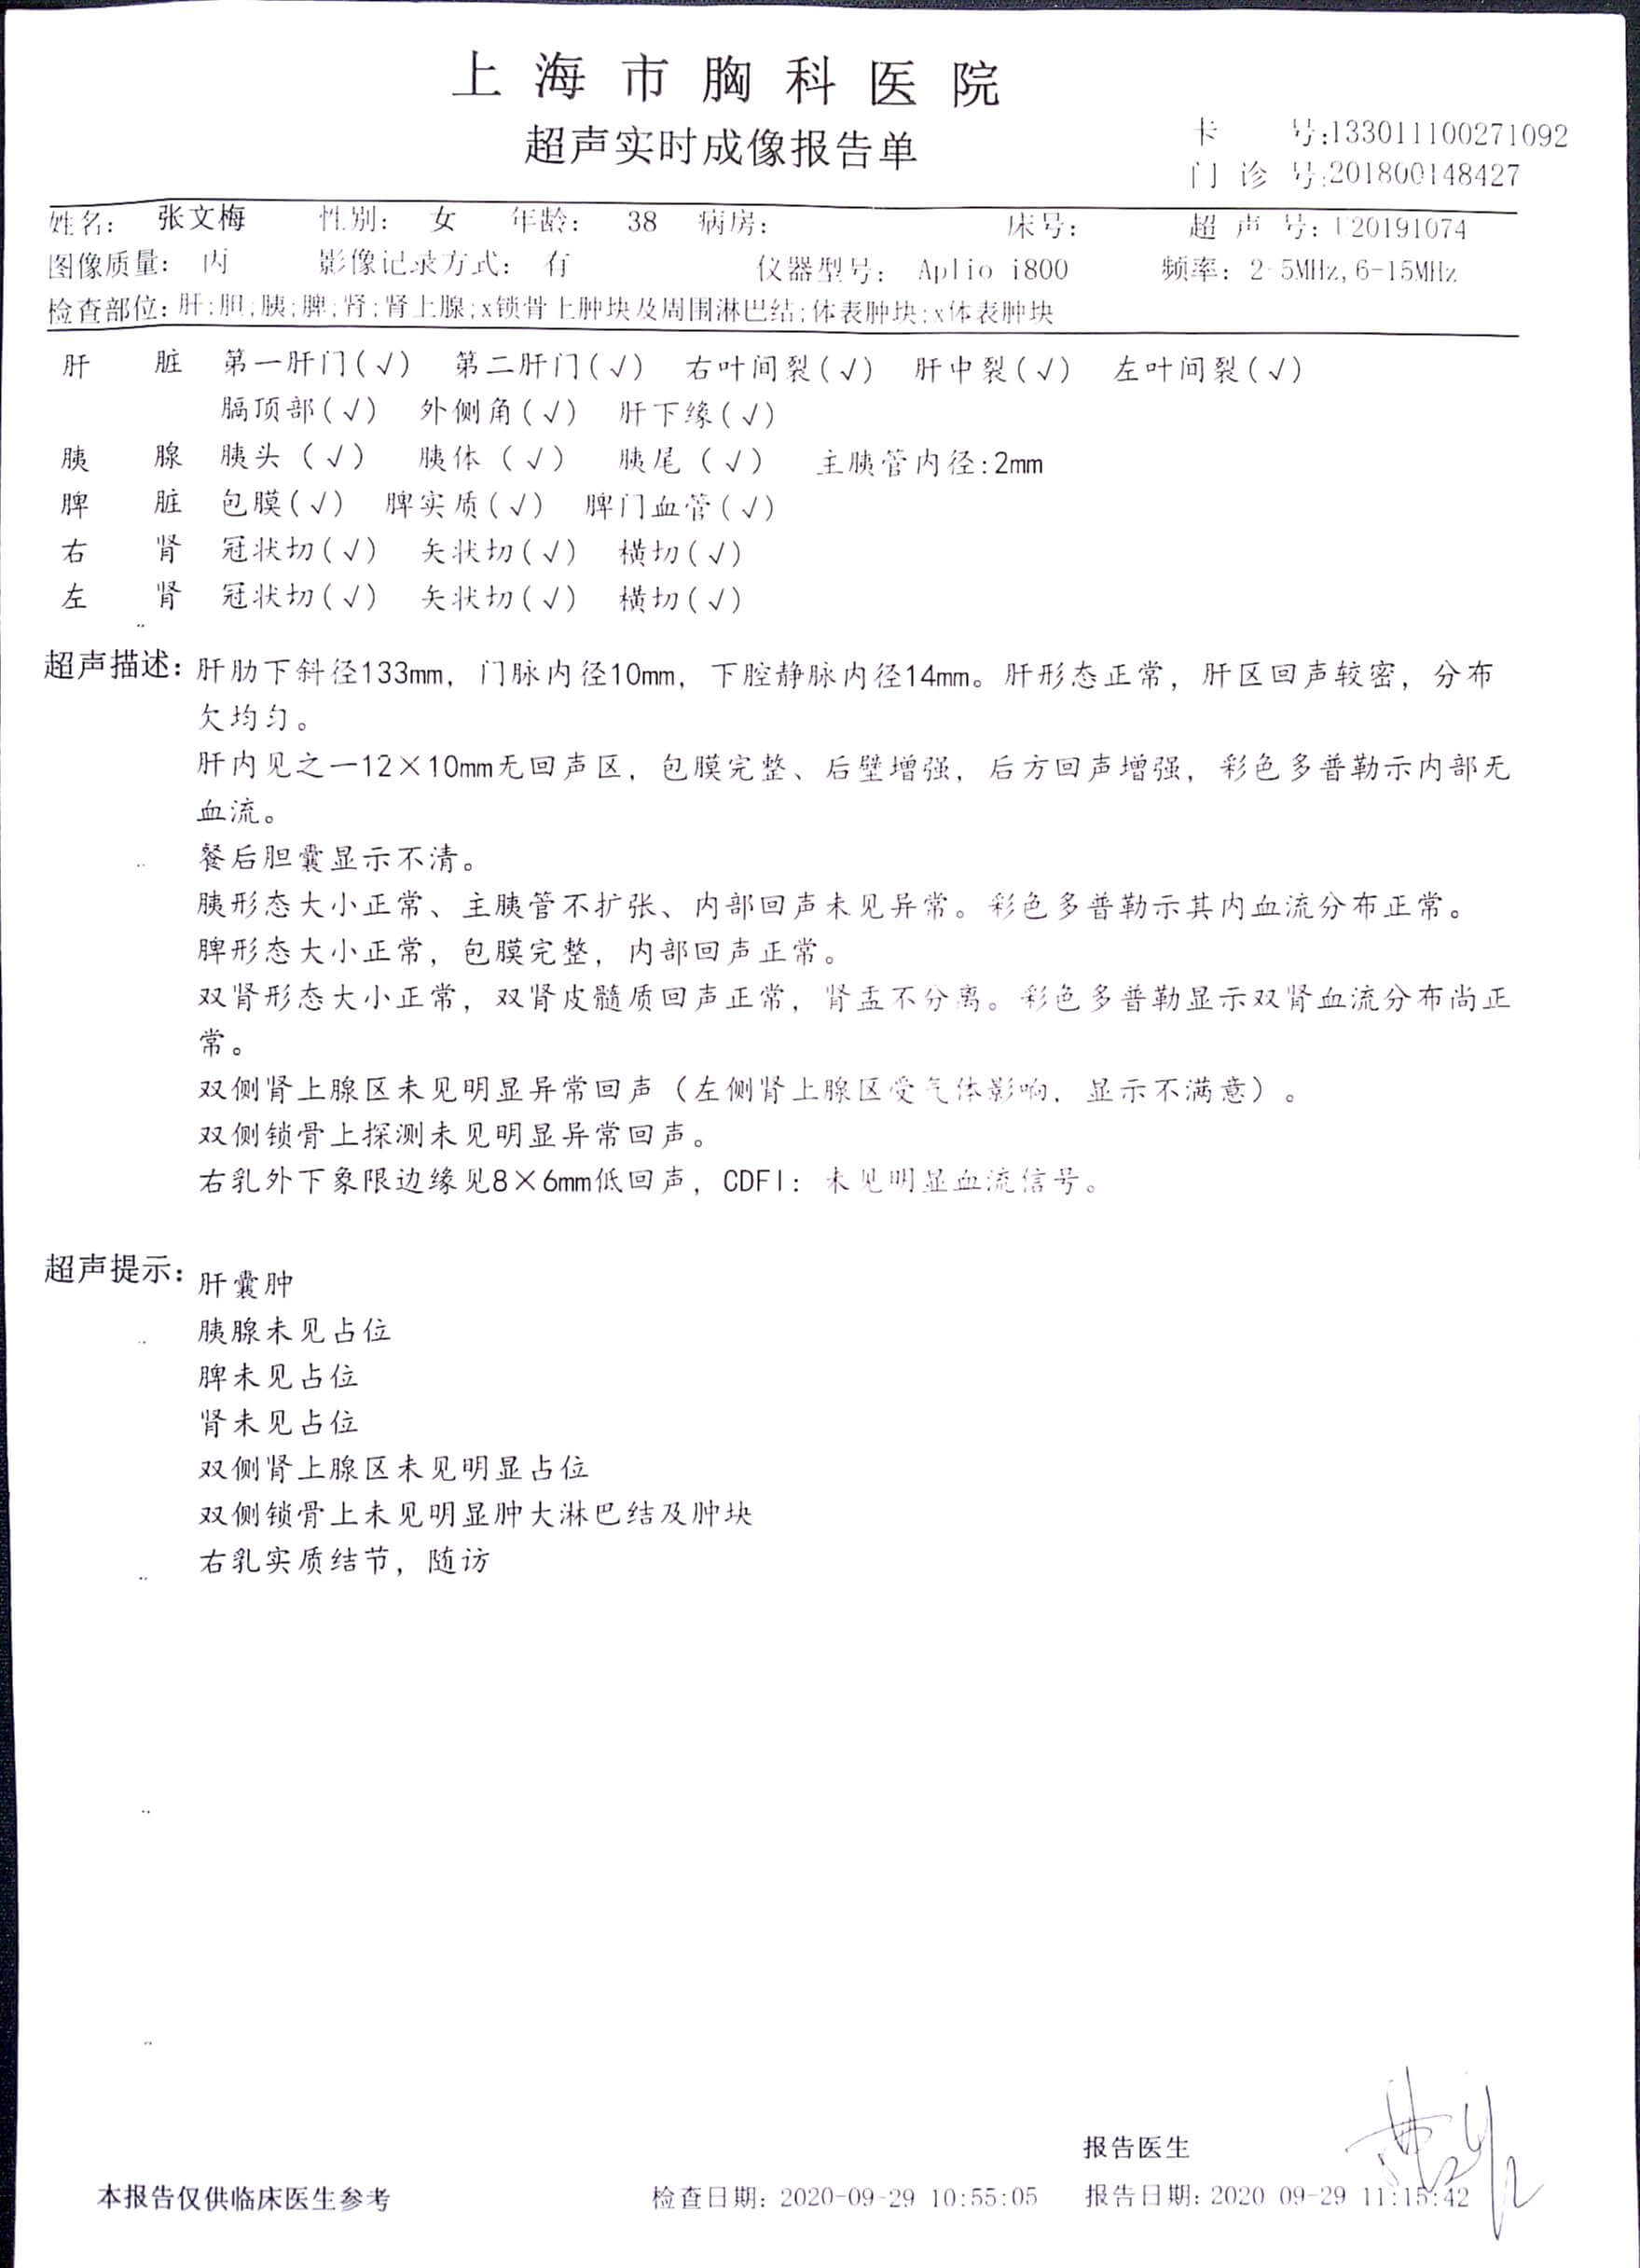 上海市胸科医院
超声实时成像报告单
卡 号:133011100271092
门 诊 号:201800148427
姓名: 张文梅 性别: 女 年龄: 38 病房: 床号: 超 声 号: 20191074
图像质量: 丙 影像记录方式: 有 仪器型号: Aplio i800 频率: 2-5MHz,6-15MHz
检查部位: 肝;胆;胰;脾;肾;肾上腺;x锁骨上肿块及周围淋巴结;体表肿块;x体表肿块
肝 脏 第一肝门(√) 第二肝门(√) 右叶间裂(√) 肝中裂(√) 左叶间裂(√)
膈顶部(√) 外侧角(√) 肝下缘(√)
胰 腺 胰头(√) 胰体(√) 胰尾(√) 主胰管内径:2mm
脾 脏 包膜(√) 脾实质(√) 脾门血管(√)
右 肾 冠状切(√) 矢状切(√) 横切(√)
左 肾 冠状切(√) 矢状切(√) 横切(√)
超声描述: 肝肋下斜径133mm, 门脉内径10mm, 下腔静脉内径14mm。肝形态正常, 肝区回声较密, 分布
欠均匀。
肝内见之一12×10mm无回声区, 包膜完整、后壁增强, 后方回声增强, 彩色多普勒示内部无
血流。
餐后胆囊显示不清。
胰形态大小正常、主胰管不扩张、内部回声未见异常。彩色多普勒示其内血流分布正常。
脾形态大小正常, 包膜完整, 内部回声正常。
双肾形态大小正常, 双肾皮髓质回声正常, 肾盂不分离。彩色多普勒显示双肾血流分布尚正
常。
双侧肾上腺区未见明显异常回声（左侧肾上腺区受气体影响, 显示不满意）。
双侧锁骨上探测未见明显异常回声。
右乳外下象限边缘见8×6mm低回声, CDFI: 未见明显血流信号。
超声提示: 肝囊肿
胰腺未见占位
脾未见占位
肾未见占位
双侧肾上腺区未见明显占位
双侧锁骨上未见明显肿大淋巴结及肿块
右乳实质结节, 随访
报告医生
本报告仅供临床医生参考 检查日期: 2020-09-29 10:55:05 报告日期: 2020 09-29 11:15:42